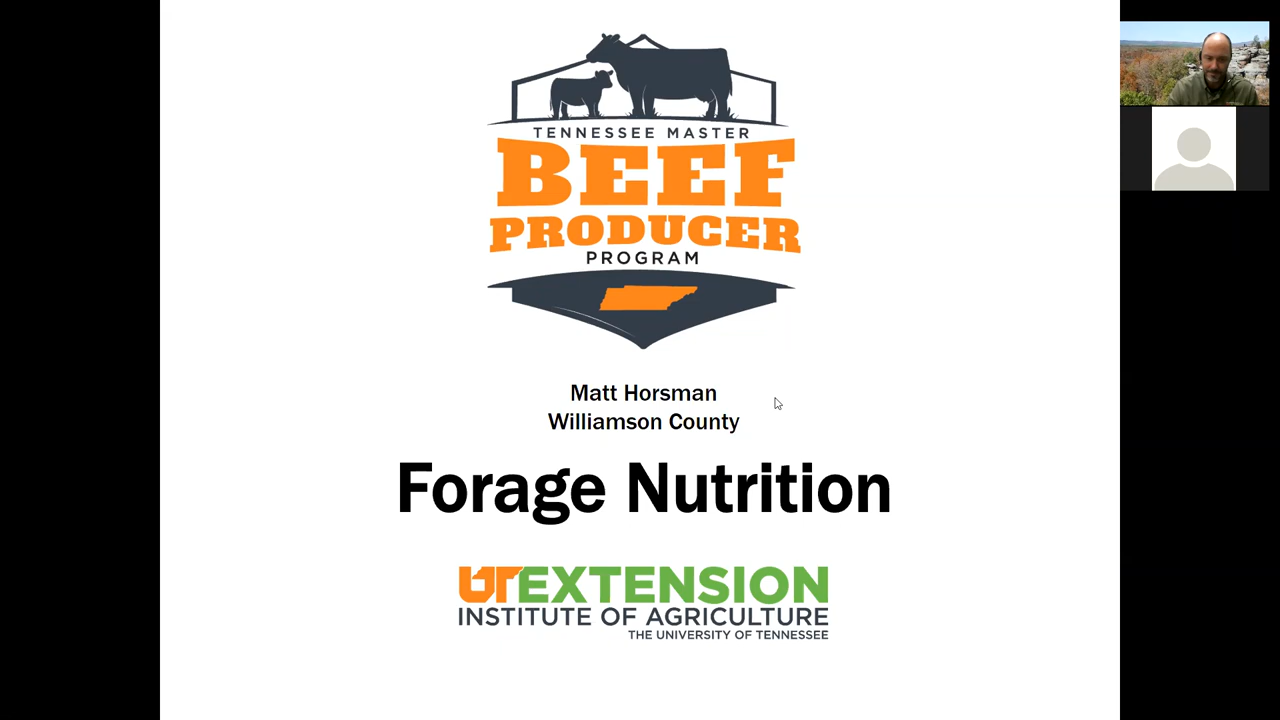 TENNESSEE MASTER
BEEF
PRODUCER
PROGRAM
Matt Horsman
Williamson County
Forage Nutrition
UTEXTENSION
INSTITUTE OF AGRICULTURE
THE UNIVERSITY OF TENNESSEE